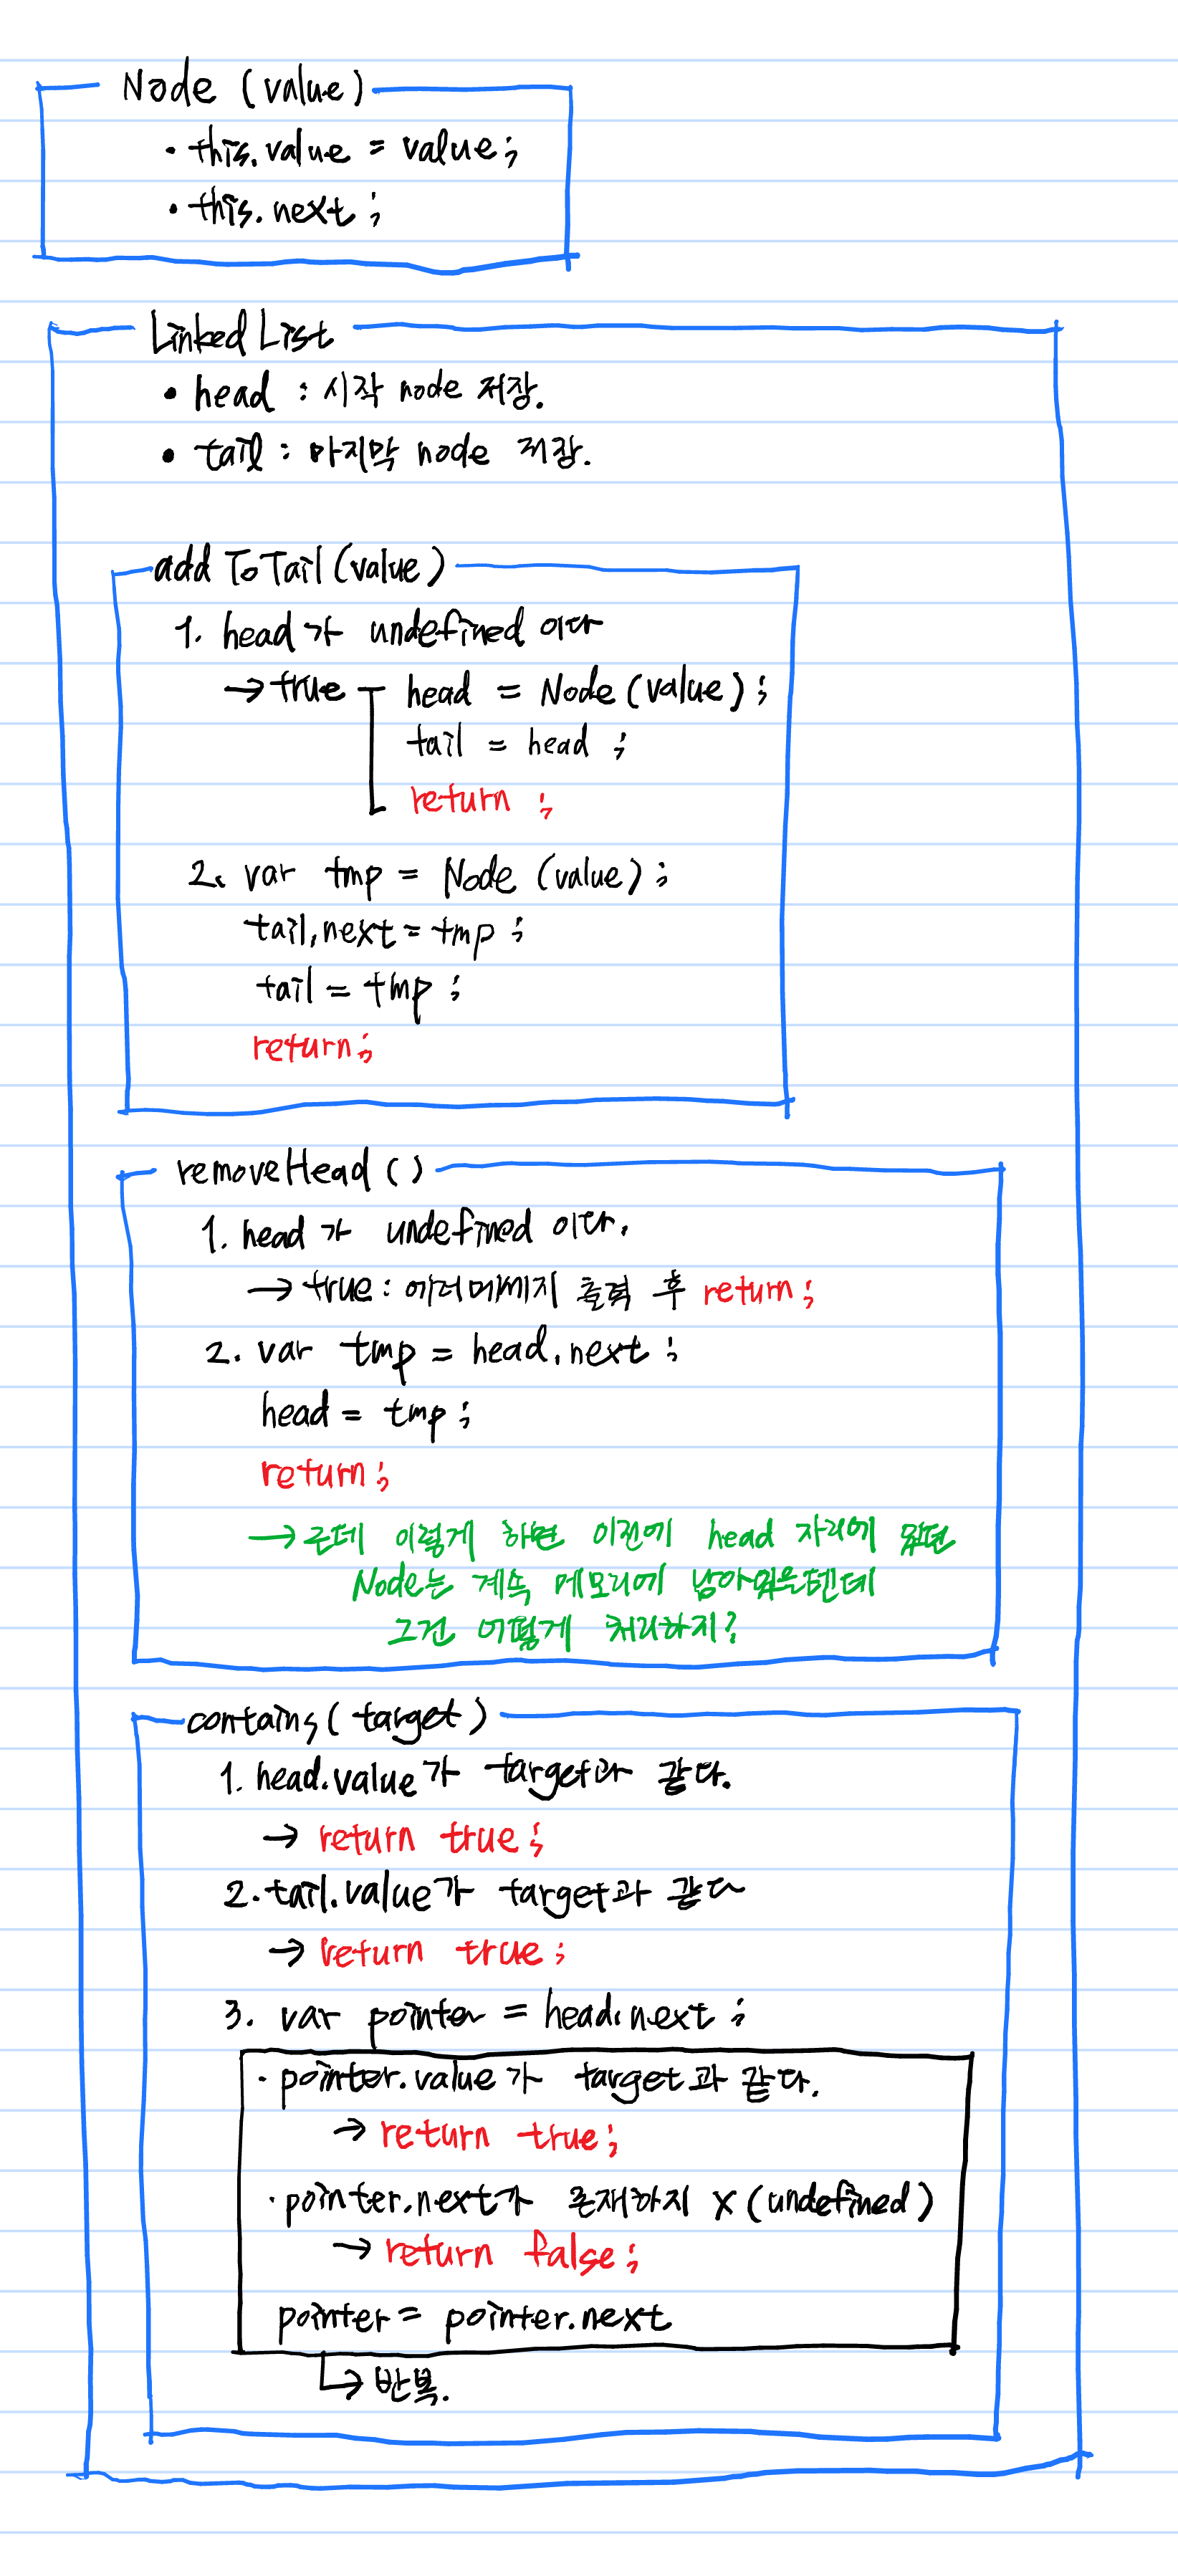 Node (value)
• this.value = value;
• this.next;
Linked List
• head : 시작 node 저장.
• tail : 마지막 node 저장.
add ToTail (value)
1. head가 undefined 이다
→ true head = Node (value);
tail = head ;
return ;
2. var tmp = Node (value);
tail.next = tmp ;
tail = tmp ;
return;
removeHead ( )
1. head 가 undefined 이다.
→ true : 에러메세지 출력 후 return;
2. var tmp = head.next ;
head = tmp ;
return;
→ 근데 이렇게 하면 이전에 head 자리에 있던
Node는 계속 메모리에 남아있을텐데
그건 어떻게 처리하지?
contains ( target )
1. head.value가 target과 같다.
→ return true;
2. tail.value가 target과 같다
→ return true;
3. var pointer = head.next ;
· pointer.value 가 target과 같다.
→ return true;
· pointer.next가 존재하지 X (undefined)
→ return false;
pointer = pointer.next
↳ 반복.